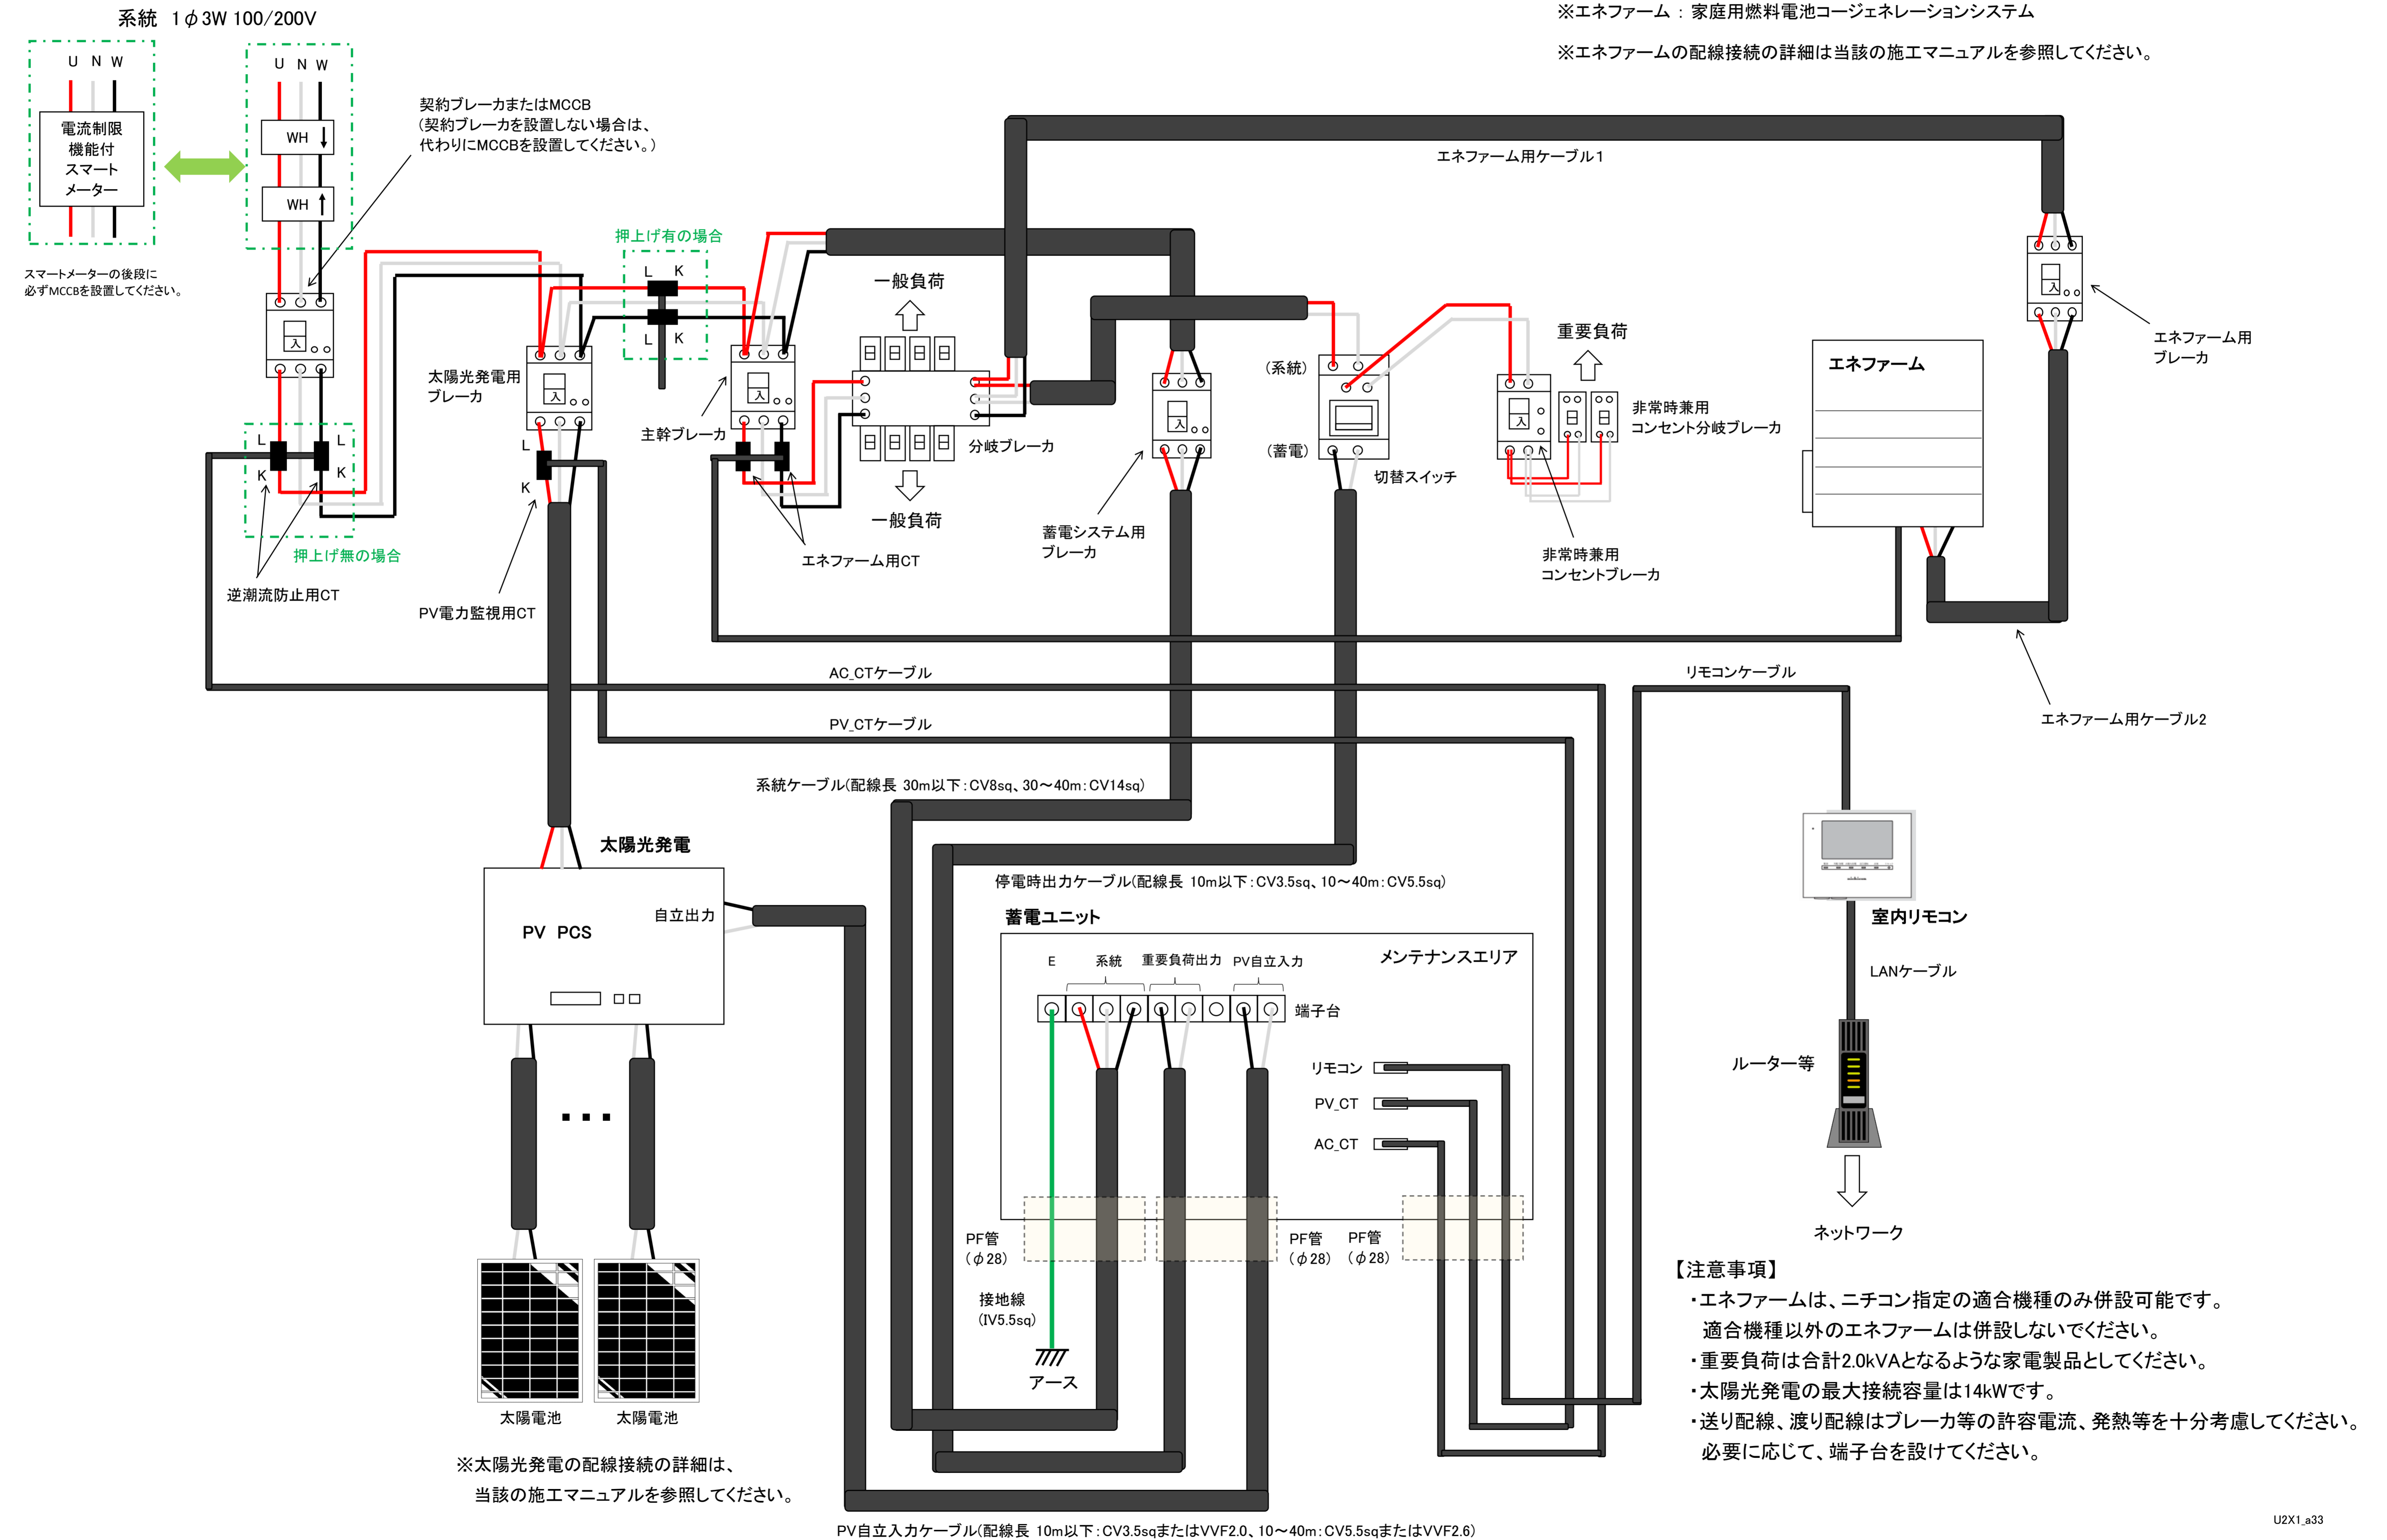 系統 1φ3W 100/200V
※エネファーム：家庭用燃料電池コージェネレーションシステム
※エネファームの配線接続の詳細は当該の施工マニュアルを参照してください。
U N W
U N W
電流制限
機能付
スマート
メーター
WH
WH
契約ブレーカまたはMCCB
(契約ブレーカを設置しない場合は、
代わりにMCCBを設置してください。)
スマートメーターの後段に
必ずMCCBを設置してください。
エネファーム用ケーブル1
押上げ有の場合
L K
L K
一般負荷
入
入
入
入
入
入
太陽光発電用
ブレーカ
主幹ブレーカ
分岐ブレーカ
一般負荷
(系統)
(蓄電)
切替スイッチ
重要負荷
非常時兼用
コンセント分岐ブレーカ
非常時兼用
コンセントブレーカ
エネファーム
エネファーム用
ブレーカ
L L
K K
押上げ無の場合
逆潮流防止用CT
L
K
PV電力監視用CT
エネファーム用CT
蓄電システム用
ブレーカ
AC_CTケーブル
PV_CTケーブル
リモコンケーブル
エネファーム用ケーブル2
系統ケーブル(配線長 30m以下：CV8sq、30～40m：CV14sq)
太陽光発電
PV PCS
自立出力
停電時出力ケーブル(配線長 10m以下：CV3.5sq、10～40m：CV5.5sq)
蓄電ユニット
メンテナンスエリア
E 系統 重要負荷出力 PV自立入力
端子台
リモコン
PV_CT
AC_CT
室内リモコン
LANケーブル
ルーター等
ネットワーク
PF管
(φ28)
PF管
(φ28)
PF管
(φ28)
接地線
(IV5.5sq)
アース
・・・
太陽電池
太陽電池
※太陽光発電の配線接続の詳細は、
当該の施工マニュアルを参照してください。
PV自立入力ケーブル(配線長 10m以下：CV3.5sqまたはVVF2.0、10～40m：CV5.5sqまたはVVF2.6)
【注意事項】
・エネファームは、ニチコン指定の適合機種のみ併設可能です。
適合機種以外のエネファームは併設しないでください。
・重要負荷は合計2.0kVAとなるような家電製品としてください。
・太陽光発電の最大接続容量は14kWです。
・送り配線、渡り配線はブレーカ等の許容電流、発熱等を十分考慮してください。
必要に応じて、端子台を設けてください。
U2X1_a33